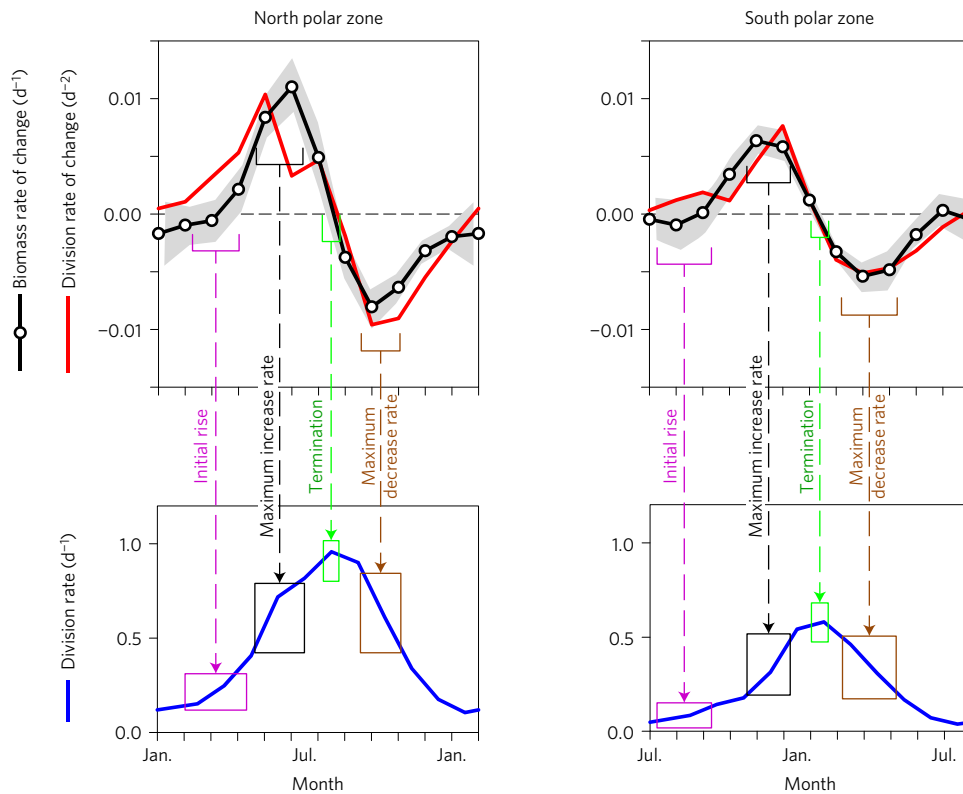 North polar zone
South polar zone
Biomass rate of change (d⁻¹)
Division rate of change (d⁻²)
0.01
0.00
−0.01
0.01
0.00
−0.01
Initial rise
Maximum increase rate
Termination
Maximum
decrease rate
Initial rise
Maximum increase rate
Termination
Maximum
decrease rate
Division rate (d⁻¹)
1.0
0.5
0.0
1.0
0.5
0.0
Jan.
Jul.
Jan.
Jul.
Jan.
Jul.
Month
Month